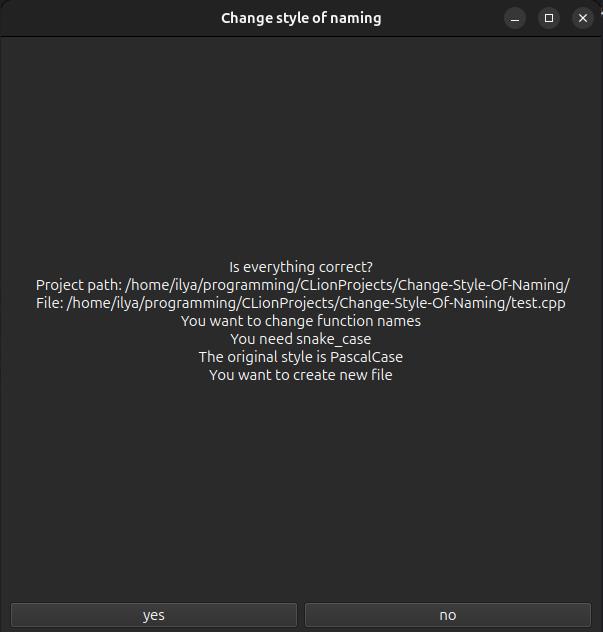 Change style of naming
Is everything correct?
Project path: /home/ilya/programming/CLionProjects/Change-Style-Of-Naming/
File: /home/ilya/programming/CLionProjects/Change-Style-Of-Naming/test.cpp
You want to change function names
You need snake_case
The original style is PascalCase
You want to create new file
yes
no